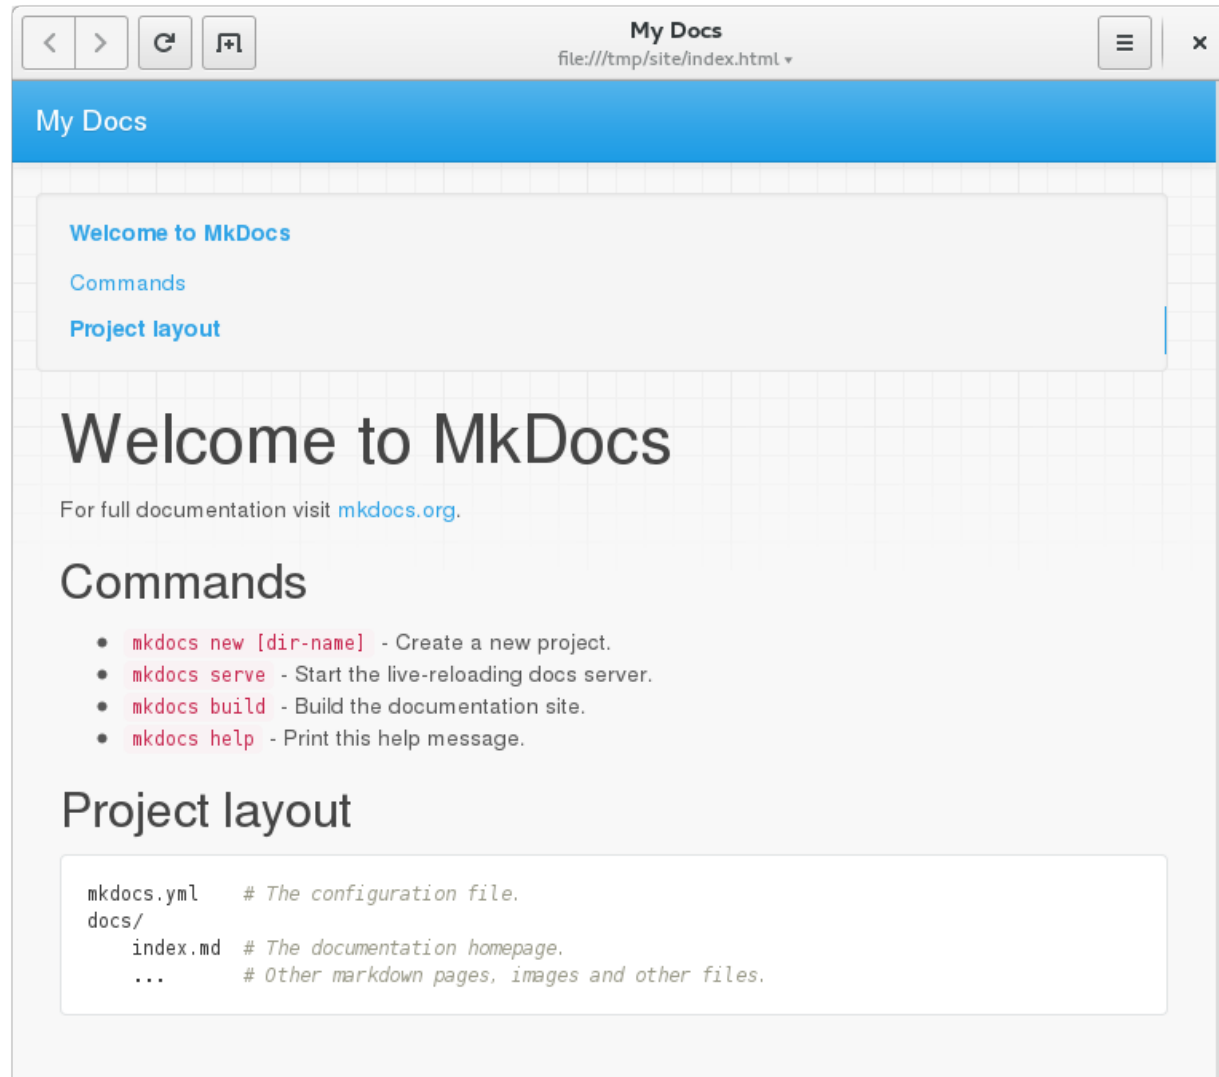 My Docs
file:///tmp/site/index.html
My Docs
Welcome to MkDocs
Commands
Project layout
Welcome to MkDocs
For full documentation visit mkdocs.org.
Commands
mkdocs new [dir-name] - Create a new project.
mkdocs serve - Start the live-reloading docs server.
mkdocs build - Build the documentation site.
mkdocs help - Print this help message.
Project layout
mkdocs.yml    # The configuration file.
docs/
    index.md  # The documentation homepage.
    ...       # Other markdown pages, images and other files.